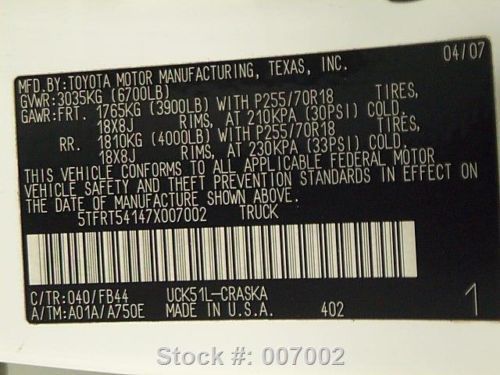 MFD. BY: TOYOTA MOTOR MANUFACTURING, TEXAS, INC. 04/07
GVWR: 3035KG (6700LB)
GAWR: FRT. 1765KG (3900LB) WITH P255/70R18 TIRES,
18X8J RIMS, AT 210KPA (30PSI) COLD.
RR. 1810KG (4000LB) WITH P255/70R18 TIRES,
18X8J RIMS, AT 230KPA (33PSI) COLD.
THIS VEHICLE CONFORMS TO ALL APPLICABLE FEDERAL MOTOR
VEHICLE SAFETY AND THEFT PREVENTION STANDARDS IN EFFECT ON
THE DATE OF MANUFACTURE SHOWN ABOVE.
5TFRT54147X007002 TRUCK
C/TR: 040/FB44 UCK51L-CRASKA
A/TM: A01A/A750E MADE IN U.S.A. 402 1
Stock #: 007002